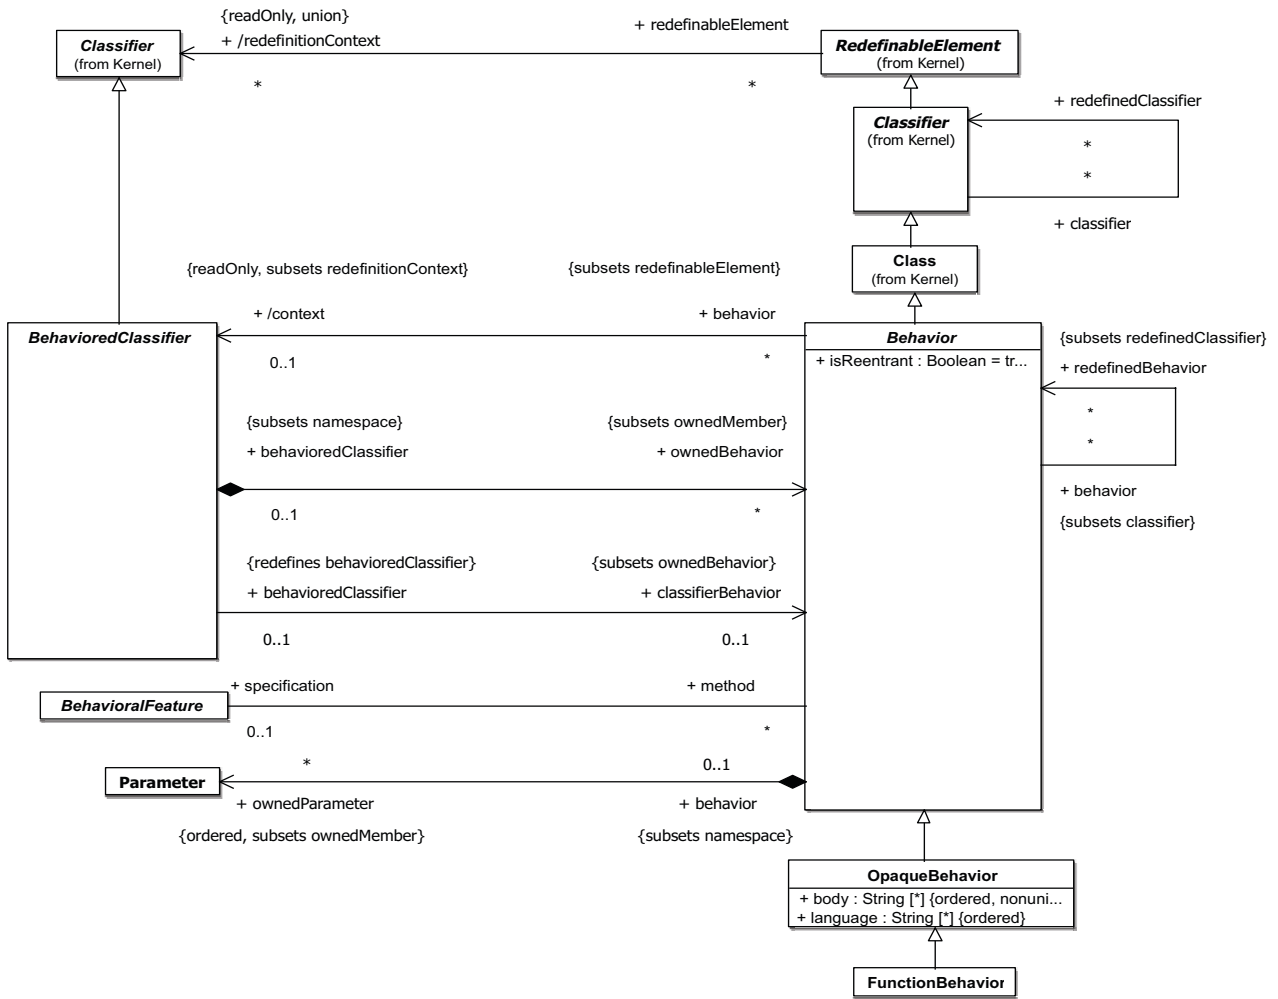 {readOnly, union}
+ /redefinitionContext
+ redefinableElement
Classifier
(from Kernel)
RedefinableElement
(from Kernel)
*
*
Classifier
(from Kernel)
+ redefinedClassifier
*
*
+ classifier
Class
(from Kernel)
{readOnly, subsets redefinitionContext}
{subsets redefinableElement}
+ /context
+ behavior
0..1
*
BehavioredClassifier
Behavior
+ isReentrant : Boolean = tr...
{subsets redefinedClassifier}
+ redefinedBehavior
*
*
+ behavior
{subsets classifier}
{subsets namespace}
{subsets ownedMember}
+ behavioredClassifier
+ ownedBehavior
0..1
*
{redefines behavioredClassifier}
{subsets ownedBehavior}
+ behavioredClassifier
+ classifierBehavior
0..1
0..1
+ specification
+ method
BehavioralFeature
0..1
*
*
0..1
Parameter
+ ownedParameter
+ behavior
{ordered, subsets ownedMember}
{subsets namespace}
OpaqueBehavior
+ body : String [*] {ordered, nonuni...
+ language : String [*] {ordered}
FunctionBehavior